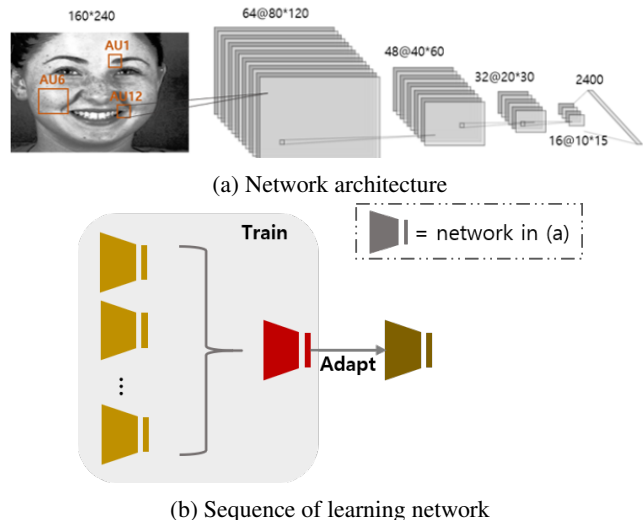 160*240
64@80*120
48@40*60
32@20*30
2400
16@10*15
AU1
AU6
AU12
(a) Network architecture
Train
= network in (a)
...
Adapt
(b) Sequence of learning network